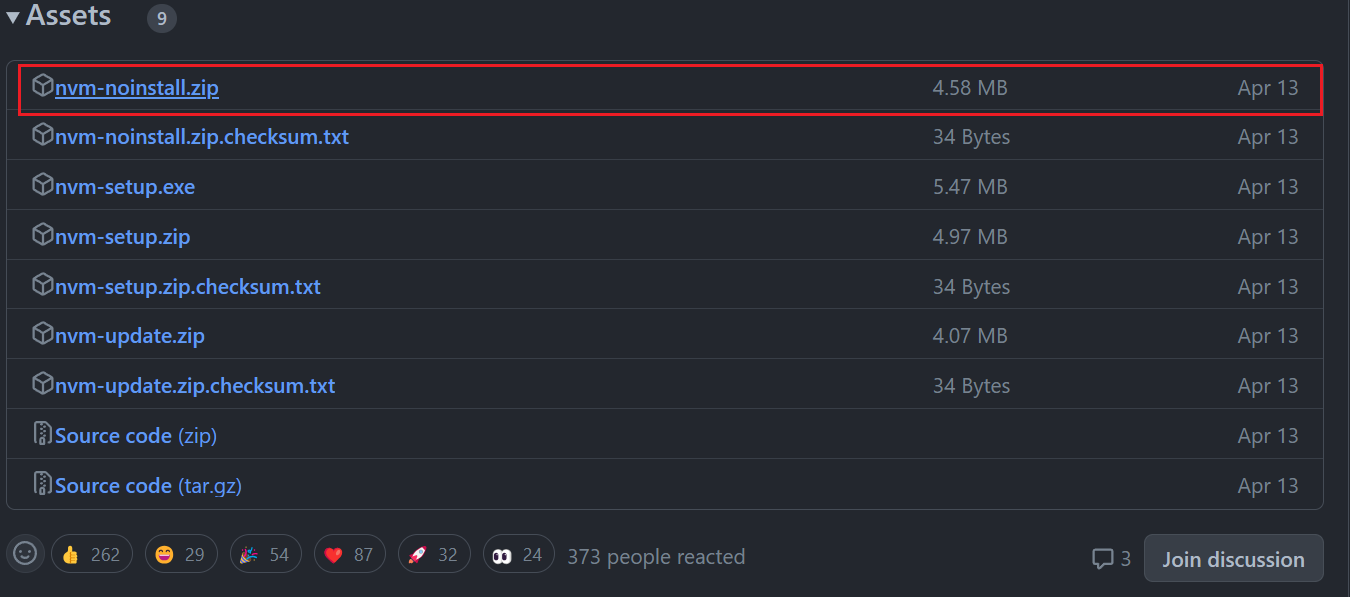 Assets 9
nvm-noinstall.zip 4.58 MB Apr 13
nvm-noinstall.zip.checksum.txt 34 Bytes Apr 13
nvm-setup.exe 5.47 MB Apr 13
nvm-setup.zip 4.97 MB Apr 13
nvm-setup.zip.checksum.txt 34 Bytes Apr 13
nvm-update.zip 4.07 MB Apr 13
nvm-update.zip.checksum.txt 34 Bytes Apr 13
Source code (zip) Apr 13
Source code (tar.gz) Apr 13
262 29 54 87 32 24 373 people reacted 3 Join discussion